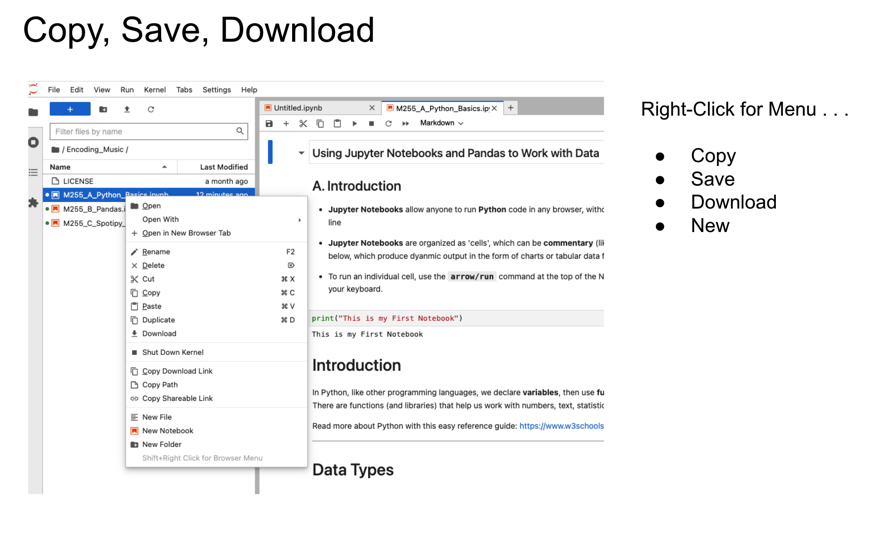 Copy, Save, Download
File Edit View Run Kernel Tabs Settings Help
Filter files by name
/ Encoding_Music /
Name Last Modified
LICENSE a month ago
M255_A_Python_Basics.ipynb 12 minutes ago
M255_B_Pandas.i
M255_C_Spotipy_
Open
Open With
Open in New Browser Tab
Rename F2
Delete
Cut ⌘ X
Copy ⌘ C
Paste ⌘ V
Duplicate ⌘ D
Download
Shut Down Kernel
Copy Download Link
Copy Path
Copy Shareable Link
New File
New Notebook
New Folder
Shift+Right Click for Browser Menu
Untitled.ipynb
M255_A_Python_Basics.ipy
Markdown
Using Jupyter Notebooks and Pandas to Work with Data
A. Introduction
• Jupyter Notebooks allow anyone to run Python code in any browser, witho
line
• Jupyter Notebooks are organized as 'cells', which can be commentary (li
below, which produce dyanmic output in the form of charts or tabular data f
• To run an individual cell, use the arrow/run command at the top of the N
your keyboard.
print("This is my First Notebook")
This is my First Notebook
Introduction
In Python, like other programming languages, we declare variables, then use fu
There are functions (and libraries) that help us work with numbers, text, statistic
Read more about Python with this easy reference guide: https://www.w3schools
Data Types
Right-Click for Menu . . .
● Copy
● Save
● Download
● New